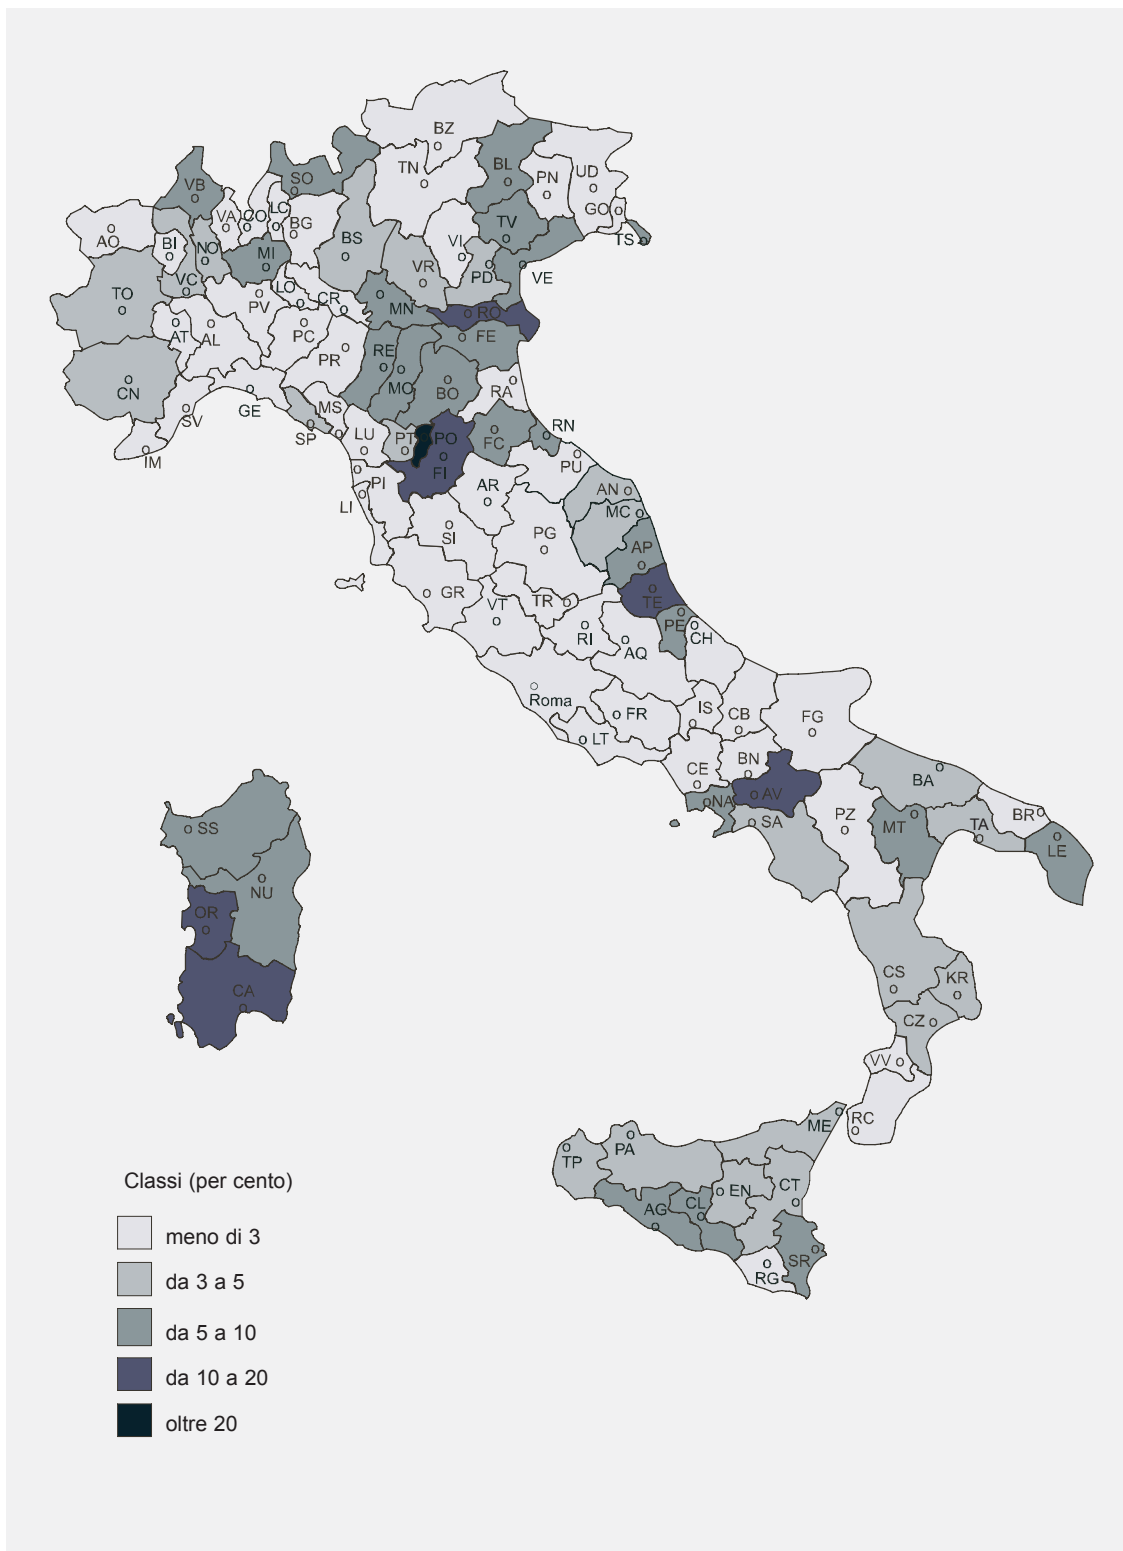 BZ
TN
BL
PN
UD
GO
TS
VB
SO
VA
CO
LC
BG
BS
AO
BI
NO
MI
VI
TV
VR
PD
VE
TO
VC
LO
PV
CR
MN
RO
AT
AL
PC
FE
PR
RE
MO
BO
RA
CN
SV
GE
MS
SP
IM
LU
PT
PO
FI
FC
RN
PU
LI
PI
AR
AN
MC
SI
PG
AP
GR
VT
TR
TE
RI
AQ
PE
CH
Roma
FR
IS
CB
FG
LT
CE
BN
AV
NA
SA
PZ
BA
MT
TA
BR
LE
SS
NU
OR
CA
CS
KR
CZ
VV
RC
ME
PA
TP
EN
CT
AG
CL
SR
RG
Classi (per cento)
meno di 3
da 3 a 5
da 5 a 10
da 10 a 20
oltre 20